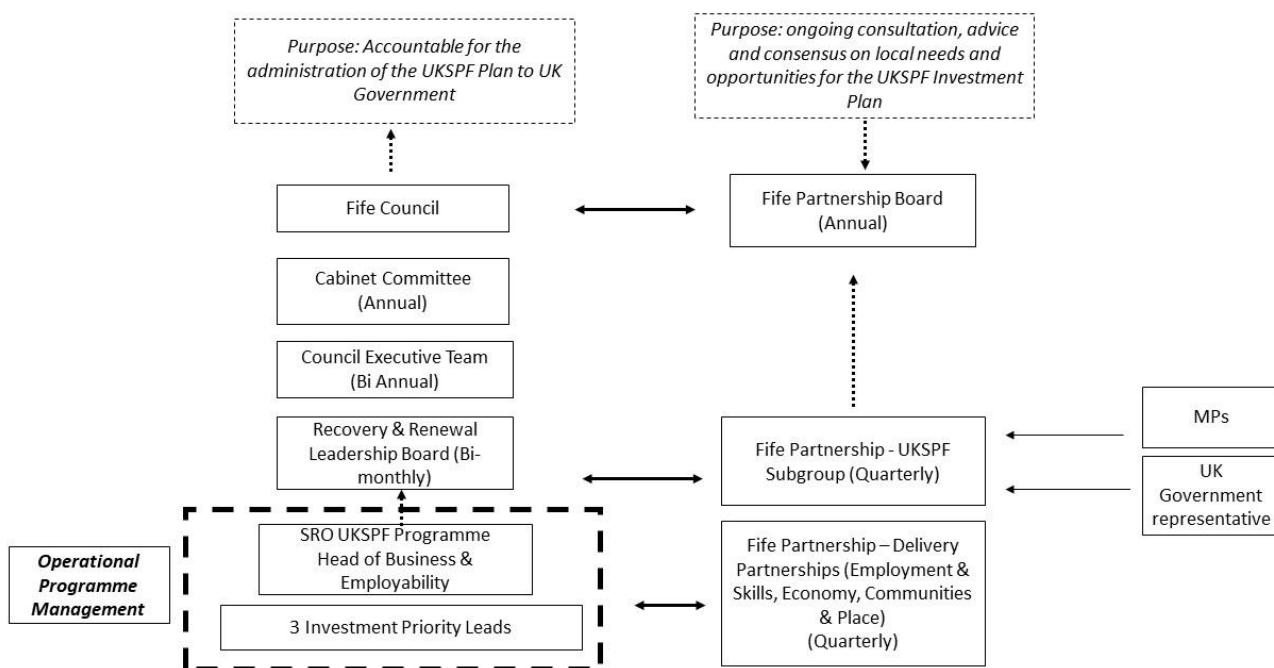 Purpose: Accountable for the
administration of the UKSPF Plan to UK
Government
Purpose: ongoing consultation, advice
and consensus on local needs and
opportunities for the UKSPF Investment
Plan
Fife Council
Fife Partnership Board
(Annual)
Cabinet Committee
(Annual)
Council Executive Team
(Bi Annual)
Recovery & Renewal
Leadership Board (Bi-
monthly)
Fife Partnership - UKSPF
Subgroup (Quarterly)
MPs
UK
Government
representative
Operational
Programme
Management
SRO UKSPF Programme
Head of Business &
Employability
3 Investment Priority Leads
Fife Partnership – Delivery
Partnerships (Employment &
Skills, Economy, Communities
& Place)
(Quarterly)